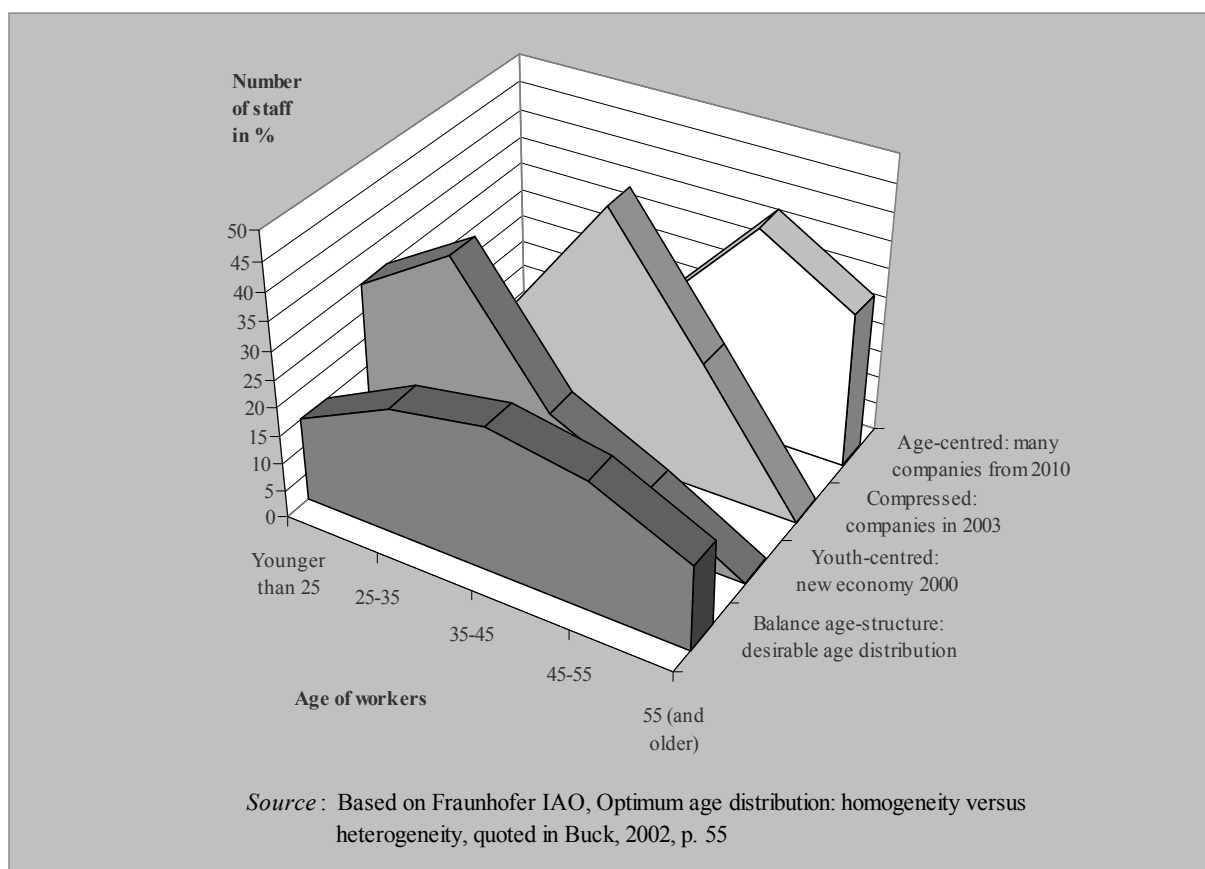 Number
of staff
in %
50
45
40
35
30
25
20
15
10
5
0
Younger
than 25
25-35
35-45
45-55
55 (and
older)
Age of workers
Age-centred: many
companies from 2010
Compressed:
companies in 2003
Youth-centred:
new economy 2000
Balance age-structure:
desirable age distribution
Source: Based on Fraunhofer IAO, Optimum age distribution: homogeneity versus
heterogeneity, quoted in Buck, 2002, p. 55